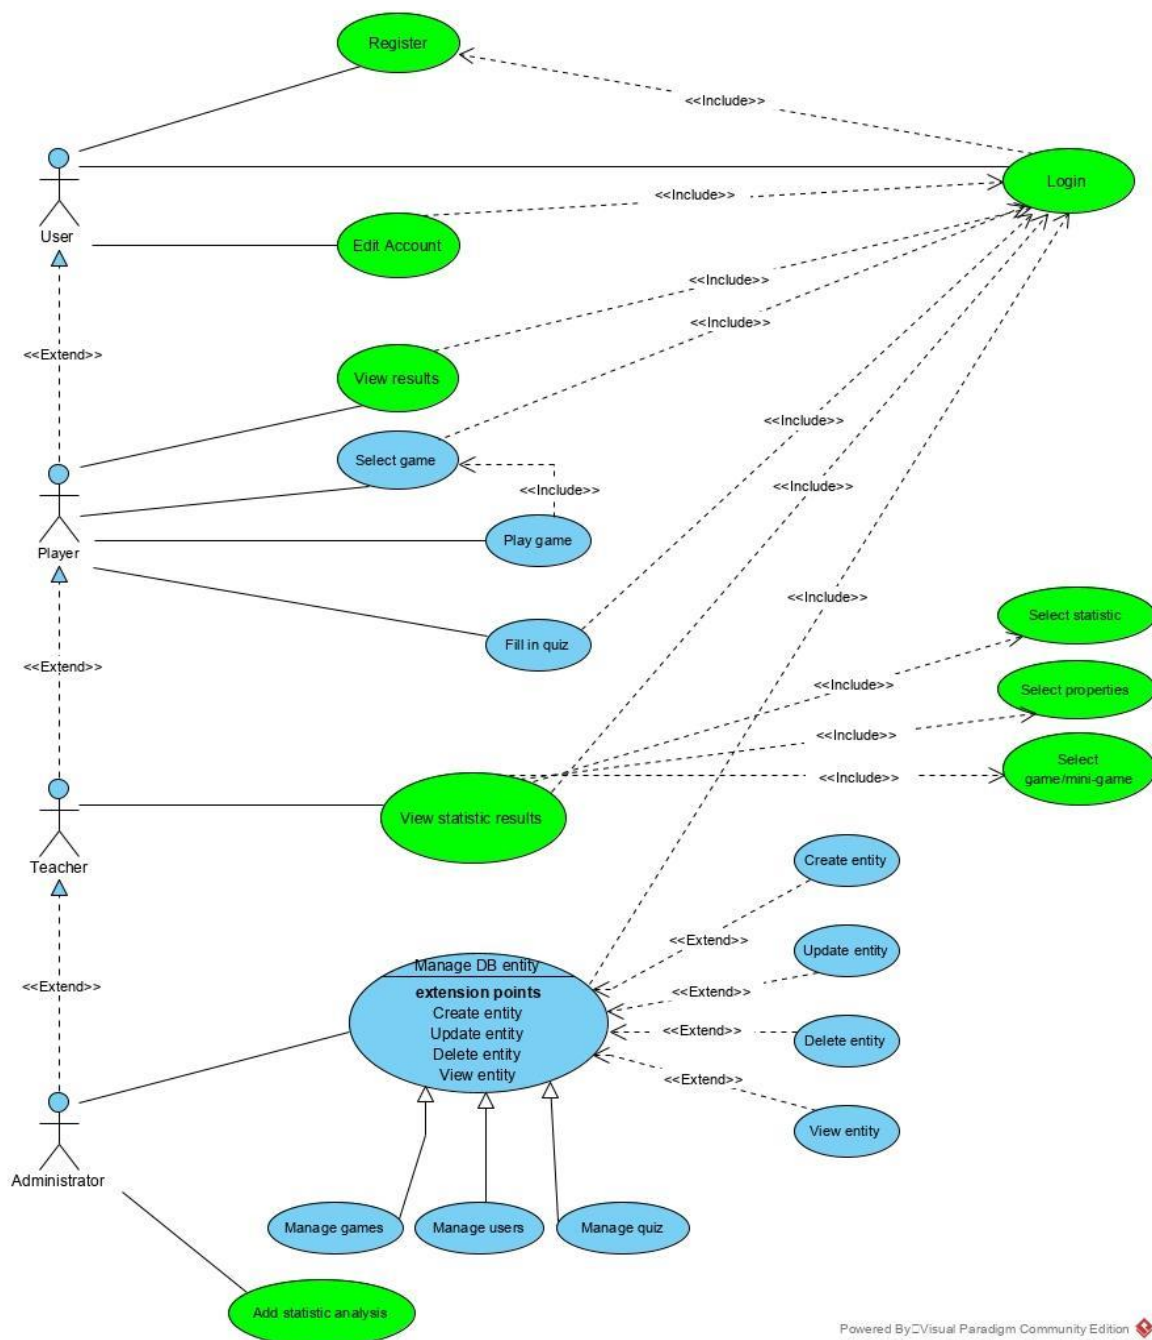 Register
<<Include>>
Login
<<Include>>
User
Edit Account
<<Include>>
<<Include>>
<<Extend>>
View results
<<Include>>
Select game
<<Include>>
<<Include>>
Play game
Player
<<Include>>
Select statistic
Fill in quiz
<<Extend>>
<<Include>>
Select properties
<<Include>>
Select
game/mini-game
<<Include>>
View statistic results
Teacher
Create entity
<<Extend>>
Update entity
Manage DB entity
<<Extend>>
<<Extend>>
extension points
Create entity
Update entity
Delete entity
View entity
<<Extend>>
Delete entity
<<Extend>>
View entity
Administrator
Manage games
Manage users
Manage quiz
Add statistic analysis
Powered By□Visual Paradigm Community Edition